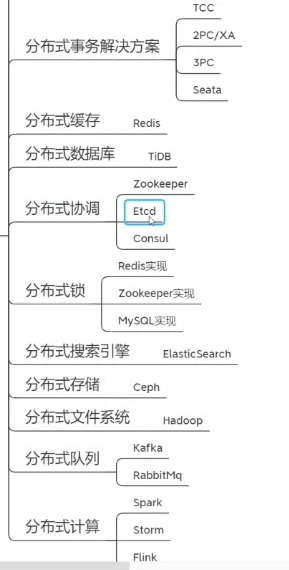 TCC
分布式事务解决方案
2PC/XA
3PC
Seata
分布式缓存 Redis
分布式数据库 TiDB
Zookeeper
分布式协调 Etcd
Consul
Redis实现
分布式锁 Zookeeper实现
MySQL实现
分布式搜索引擎 ElasticSearch
分布式存储 Ceph
分布式文件系统 Hadoop
Kafka
分布式队列
RabbitMq
Spark
分布式计算 Storm
Flink